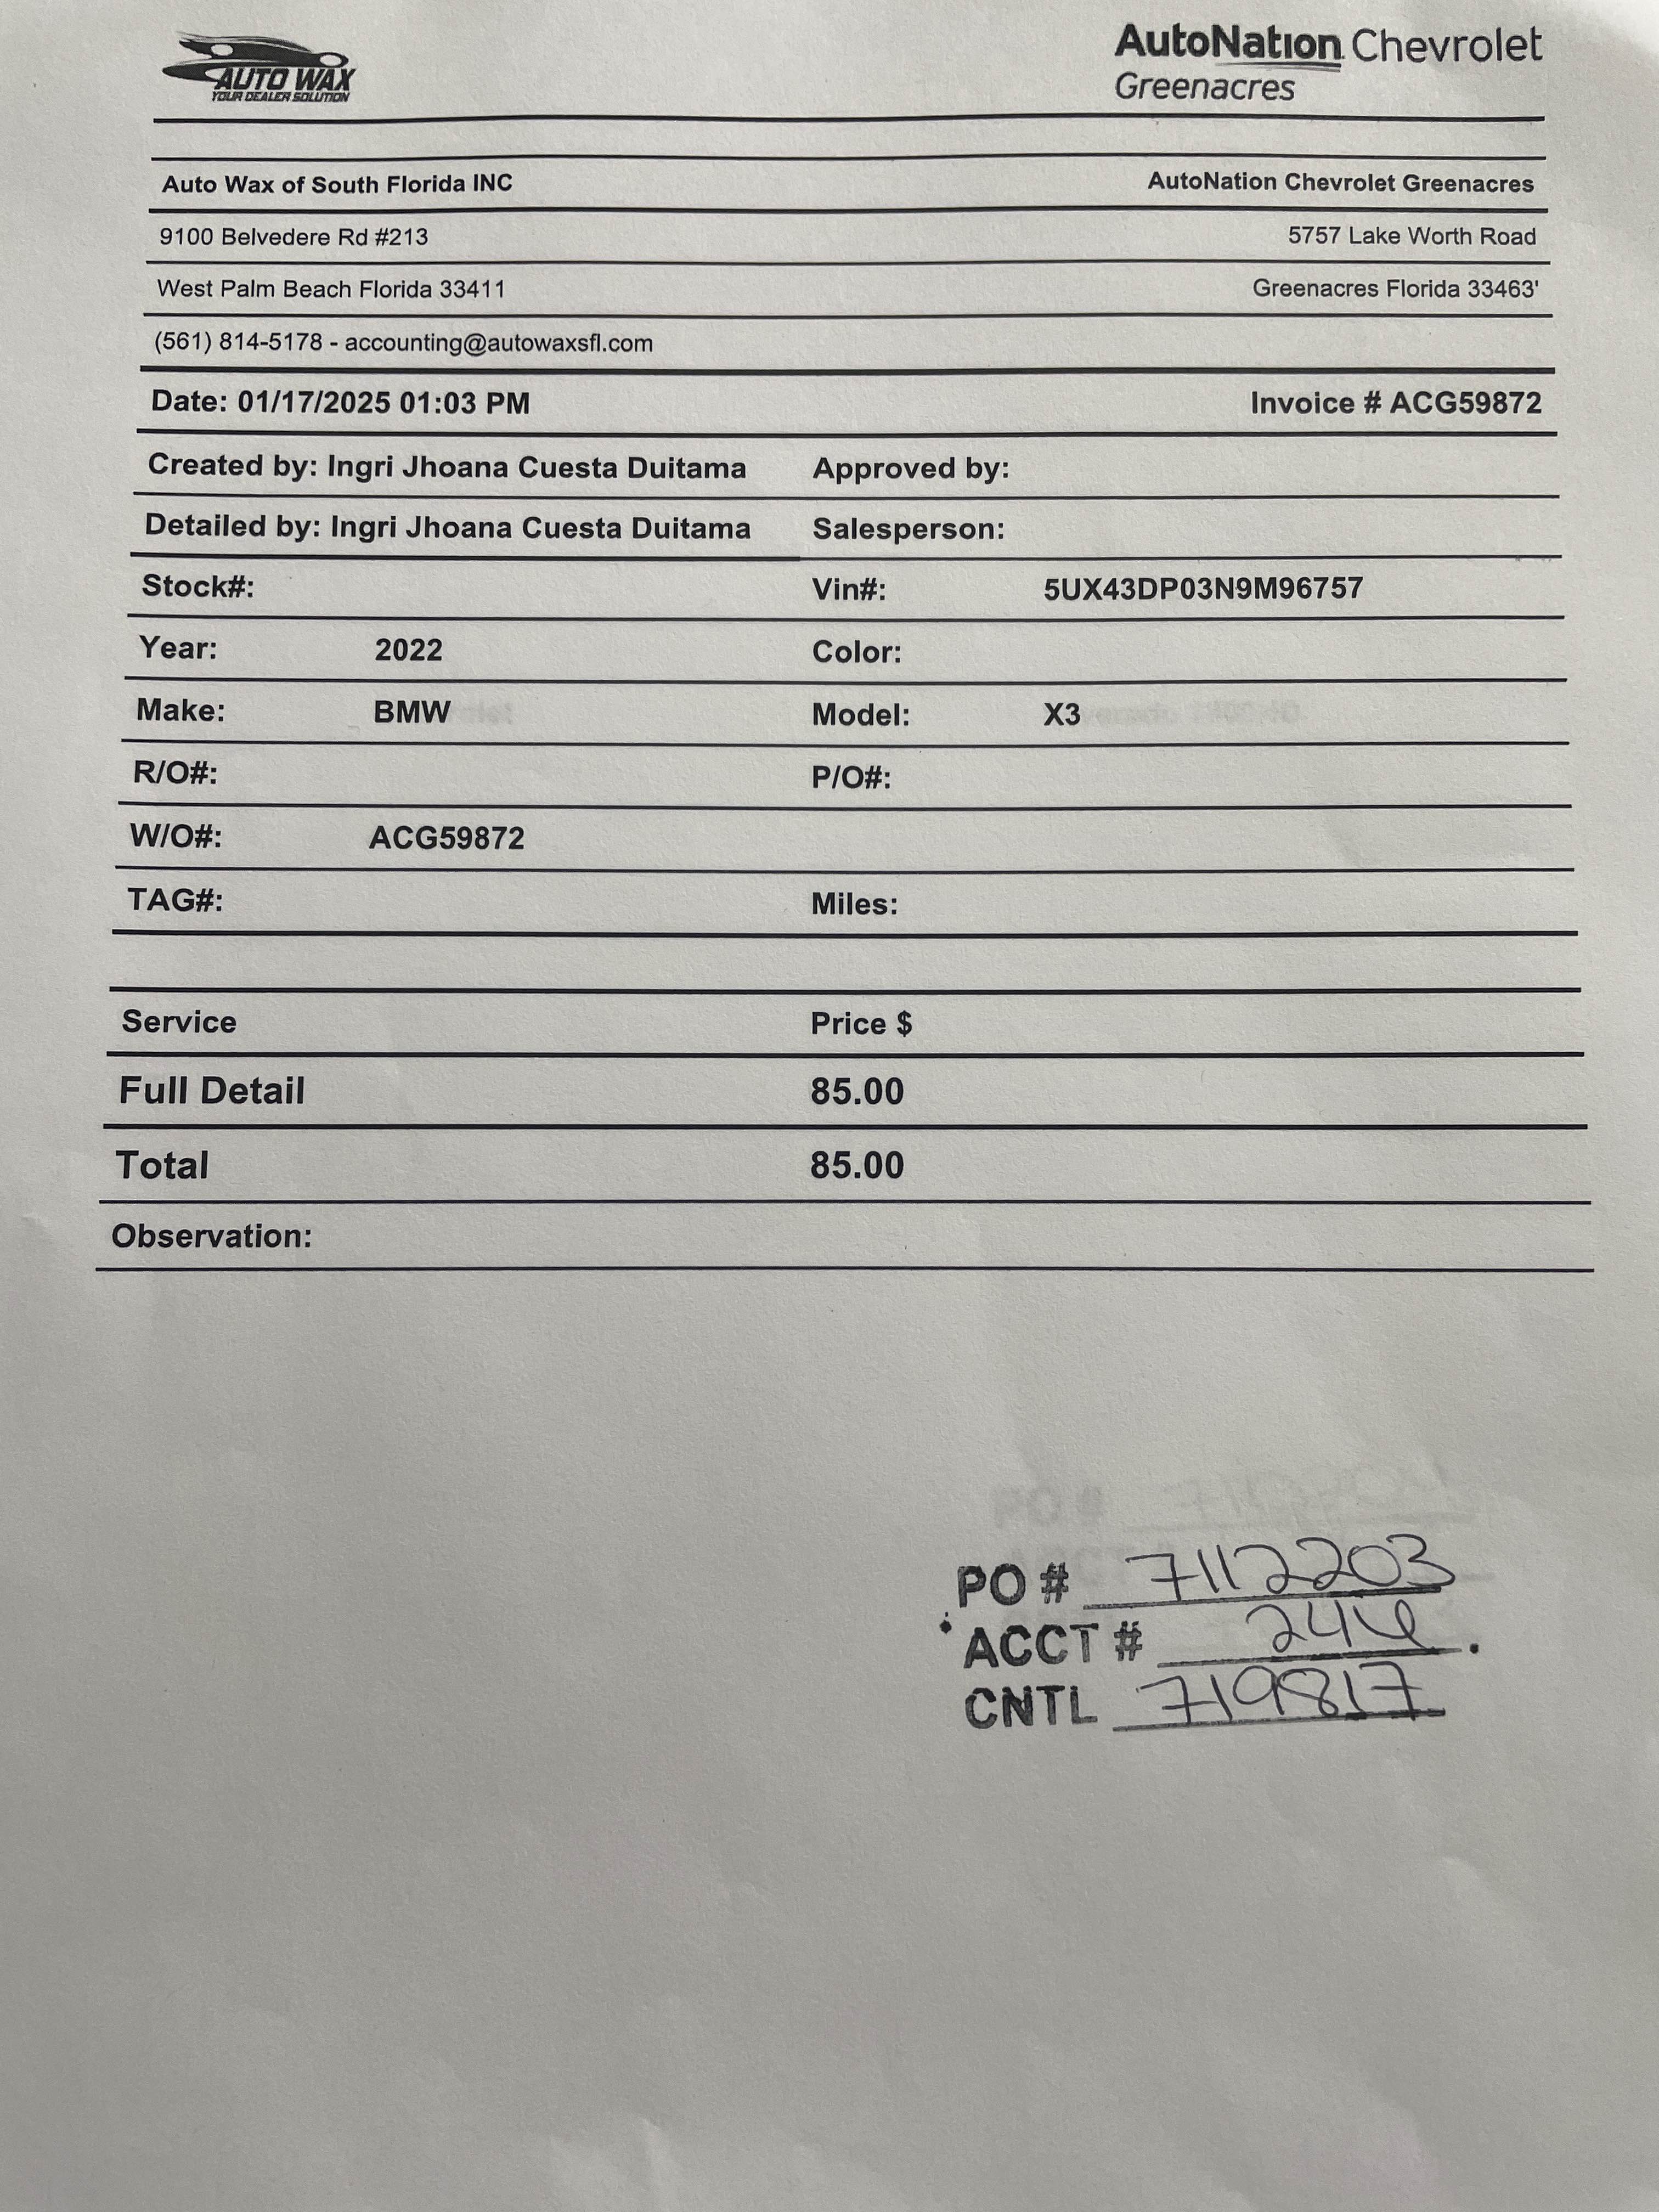 AUTO WAX
YOUR DEALER SOLUTION
AutoNation Chevrolet
Greenacres
Auto Wax of South Florida INC AutoNation Chevrolet Greenacres
9100 Belvedere Rd #213 5757 Lake Worth Road
West Palm Beach Florida 33411 Greenacres Florida 33463'
(561) 814-5178 - accounting@autowaxsfl.com
Date: 01/17/2025 01:03 PM Invoice # ACG59872
Created by: Ingri Jhoana Cuesta Duitama Approved by:
Detailed by: Ingri Jhoana Cuesta Duitama Salesperson:
Stock#: Vin#: 5UX43DP03N9M96757
Year: 2022 Color:
Make: BMW Model: X3
R/O#: P/O#:
W/O#: ACG59872
TAG#: Miles:
Service Price $
Full Detail 85.00
Total 85.00
Observation:
PO # 7112203
ACCT #
CNTL 719817